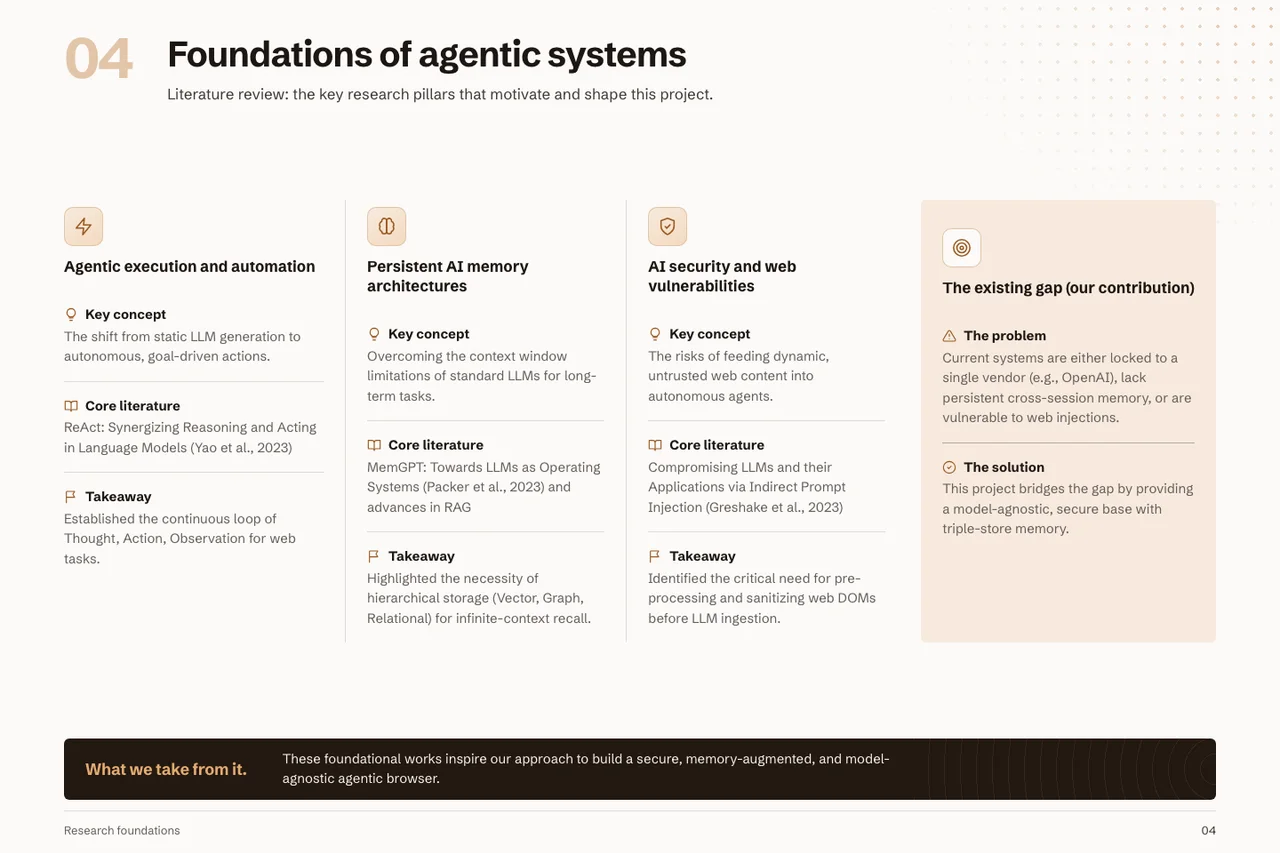 04
Foundations of agentic systems
Literature review: the key research pillars that motivate and shape this project.
Agentic execution and automation
Key concept
The shift from static LLM generation to
autonomous, goal-driven actions.
Core literature
ReAct: Synergizing Reasoning and Acting
in Language Models (Yao et al., 2023)
Takeaway
Established the continuous loop of
Thought, Action, Observation for web
tasks.
Persistent AI memory
architectures
Key concept
Overcoming the context window
limitations of standard LLMs for long-
term tasks.
Core literature
MemGPT: Towards LLMs as Operating
Systems (Packer et al., 2023) and
advances in RAG
Takeaway
Highlighted the necessity of
hierarchical storage (Vector, Graph,
Relational) for infinite-context recall.
AI security and web
vulnerabilities
Key concept
The risks of feeding dynamic,
untrusted web content into
autonomous agents.
Core literature
Compromising LLMs and their
Applications via Indirect Prompt
Injection (Greshake et al., 2023)
Takeaway
Identified the critical need for pre-
processing and sanitizing web DOMs
before LLM ingestion.
The existing gap (our contribution)
The problem
Current systems are either locked to a
single vendor (e.g., OpenAI), lack
persistent cross-session memory, or are
vulnerable to web injections.
The solution
This project bridges the gap by providing
a model-agnostic, secure base with
triple-store memory.
What we take from it.
These foundational works inspire our approach to build a secure, memory-augmented, and model-
agnostic agentic browser.
Research foundations
04